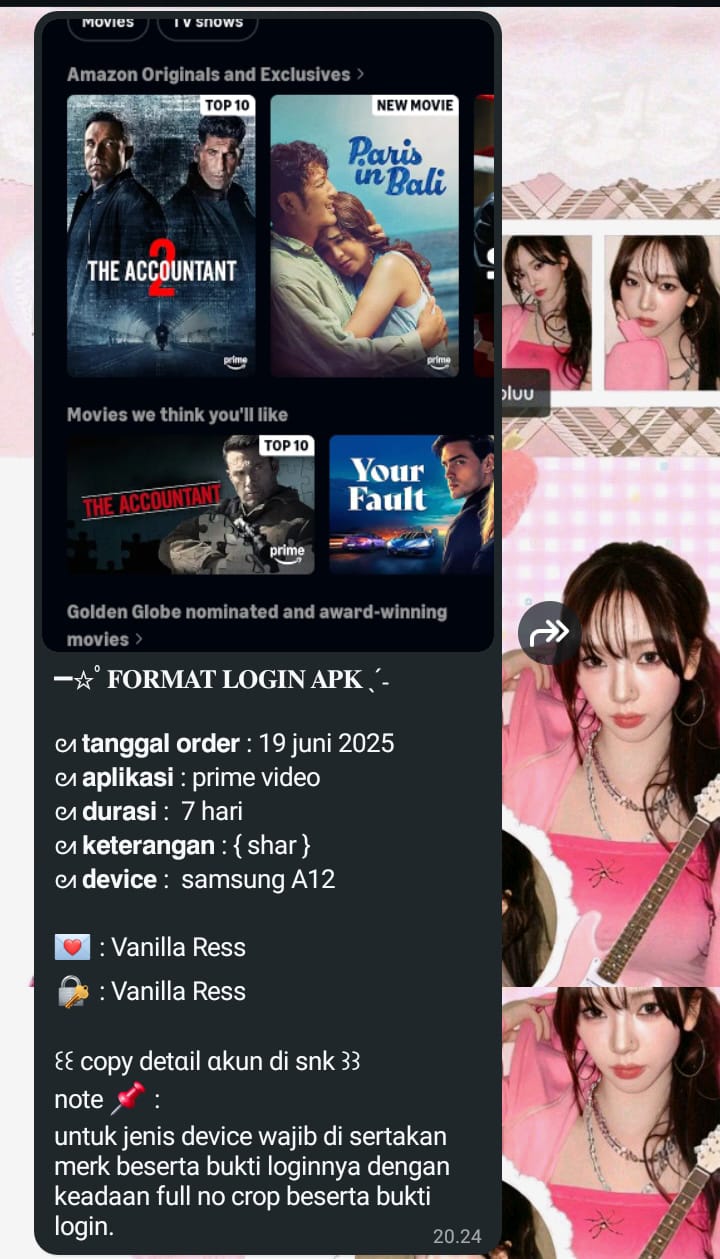 Movies
TV shows
Amazon Originals and Exclusives >
TOP 10
THE ACCOUNTANT
2
prime
NEW MOVIE
Paris
in Bali
prime
Movies we think you'll like
TOP 10
THE ACCOUNTANT
prime
Your
Fault
Golden Globe nominated and award-winning
movies >
━☆ﾟ FORMAT LOGIN APK ˎˊ-
ఌ tanggal order : 19 juni 2025
ఌ aplikasi : prime video
ఌ durasi : 7 hari
ఌ keterangan : { shar }
ఌ device : samsung A12
💌 : Vanilla Ress
🔐 : Vanilla Ress
꒰꒰ copy detαil αkun di snk ꒱꒱
note 📌 :
untuk jenis device wajib di sertakan
merk beserta bukti loginnya dengan
keadaan full no crop beserta bukti
login.
20.24